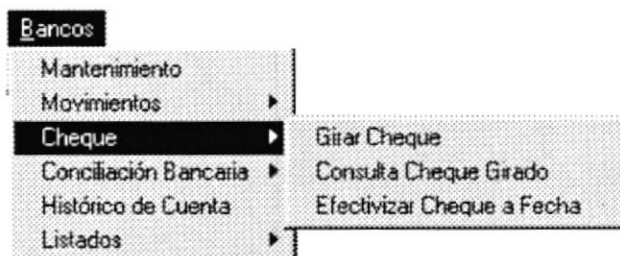 Bancos
Mantenimiento
Movimientos
Cheque
Conciliación Bancaria
Histórico de Cuenta
Listados
Girar Cheque
Consulta Cheque Girado
Efectivizar Cheque a Fecha